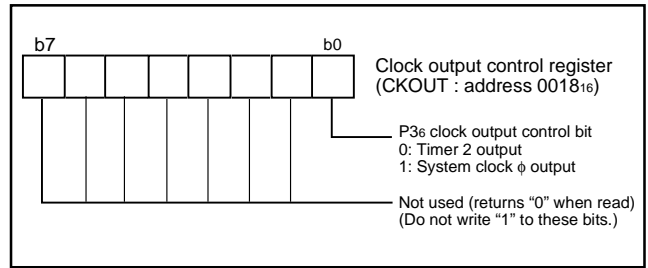 b7 b0
Clock output control register
(CKOUT : address 0018₁₆)
P3₆ clock output control bit
0: Timer 2 output
1: System clock ϕ output
Not used (returns “0” when read)
(Do not write “1” to these bits.)